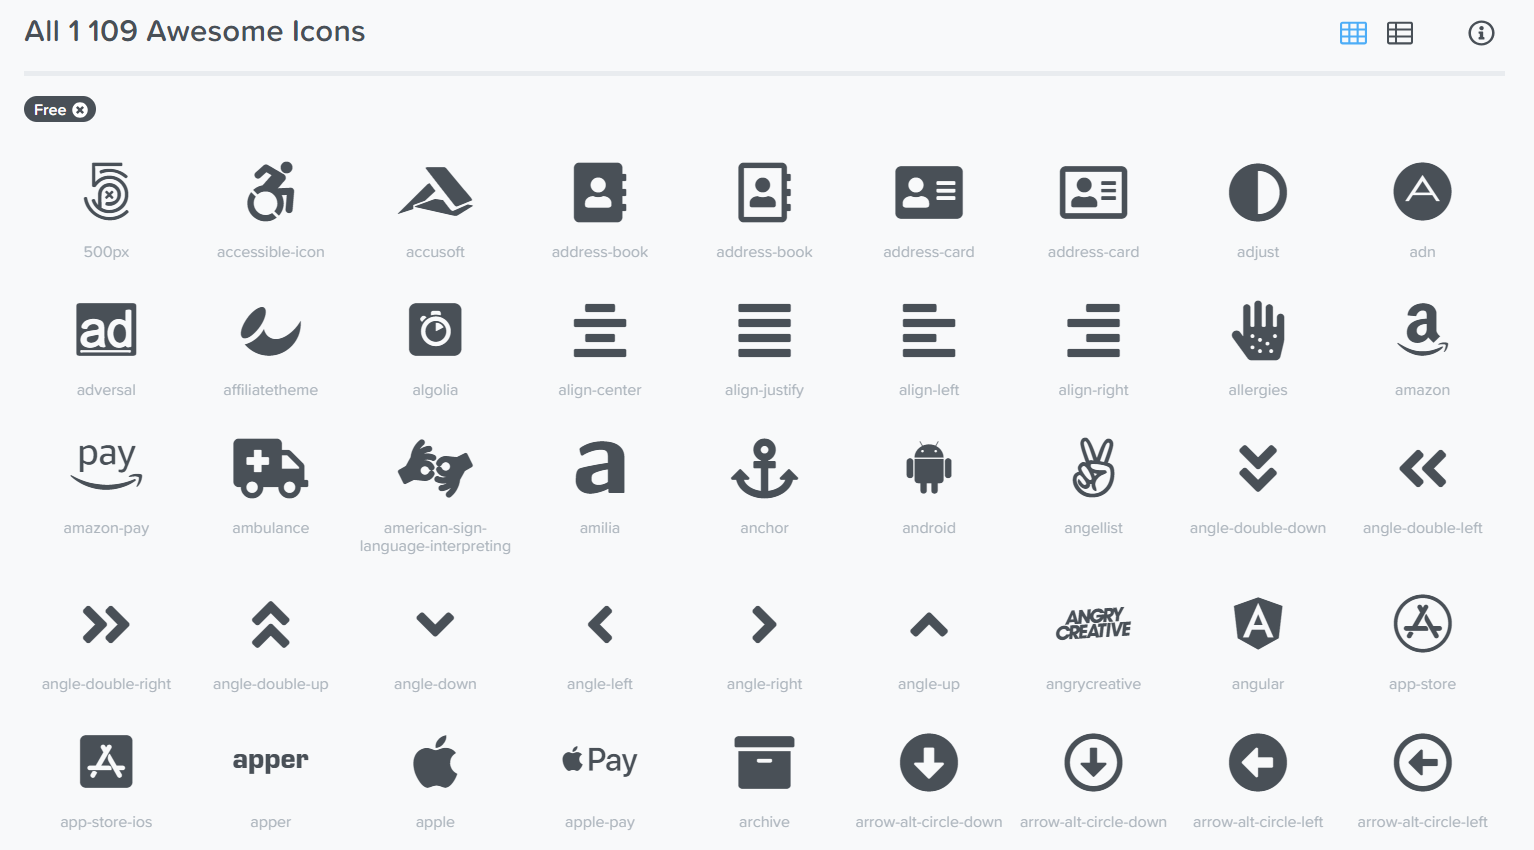 All 1 109 Awesome Icons
Free
500px
accessible-icon
accusoft
address-book
address-book
address-card
address-card
adjust
adn
ad
adversal
affiliatetheme
algolia
align-center
align-justify
align-left
align-right
allergies
a
amazon
pay
amazon-pay
ambulance
american-sign-
language-interpreting
a
amilia
anchor
android
angellist
angle-double-down
angle-double-left
angle-double-right
angle-double-up
angle-down
angle-left
angle-right
angle-up
ANGRY
CREATIVE
angrycreative
A
angular
app-store
app-store-ios
apper
apper
apple
Pay
apple-pay
archive
arrow-alt-circle-down
arrow-alt-circle-down
arrow-alt-circle-left
arrow-alt-circle-left